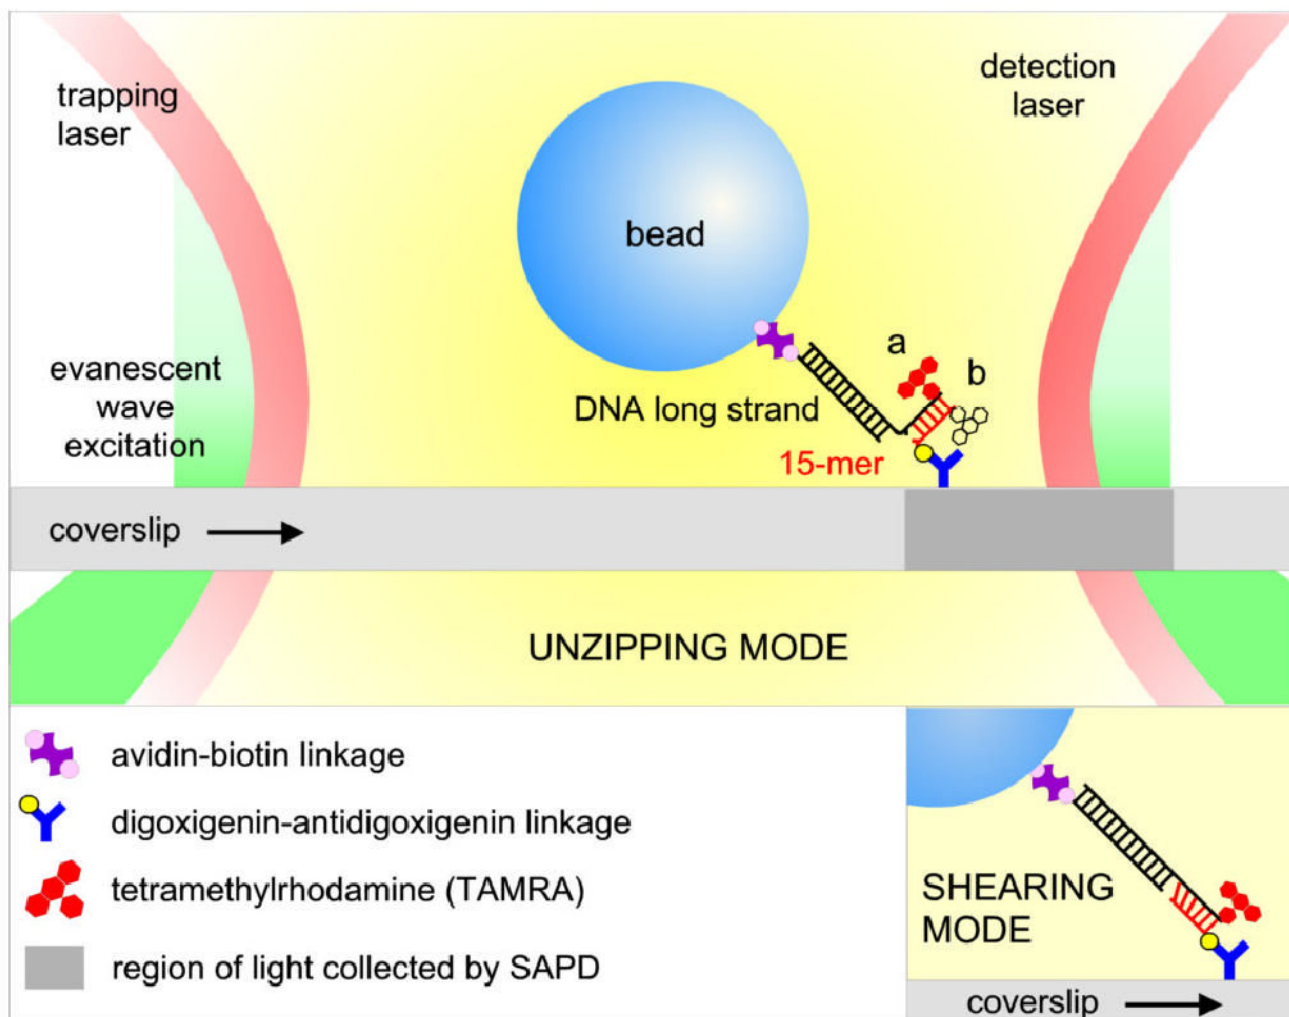 trapping
laser
detection
laser
bead
a
b
evanescent
wave
excitation
DNA long strand
15-mer
coverslip
UNZIPPING MODE
avidin-biotin linkage
digoxigenin-antidigoxigenin linkage
tetramethylrhodamine (TAMRA)
region of light collected by SAPD
SHEARING
MODE
coverslip